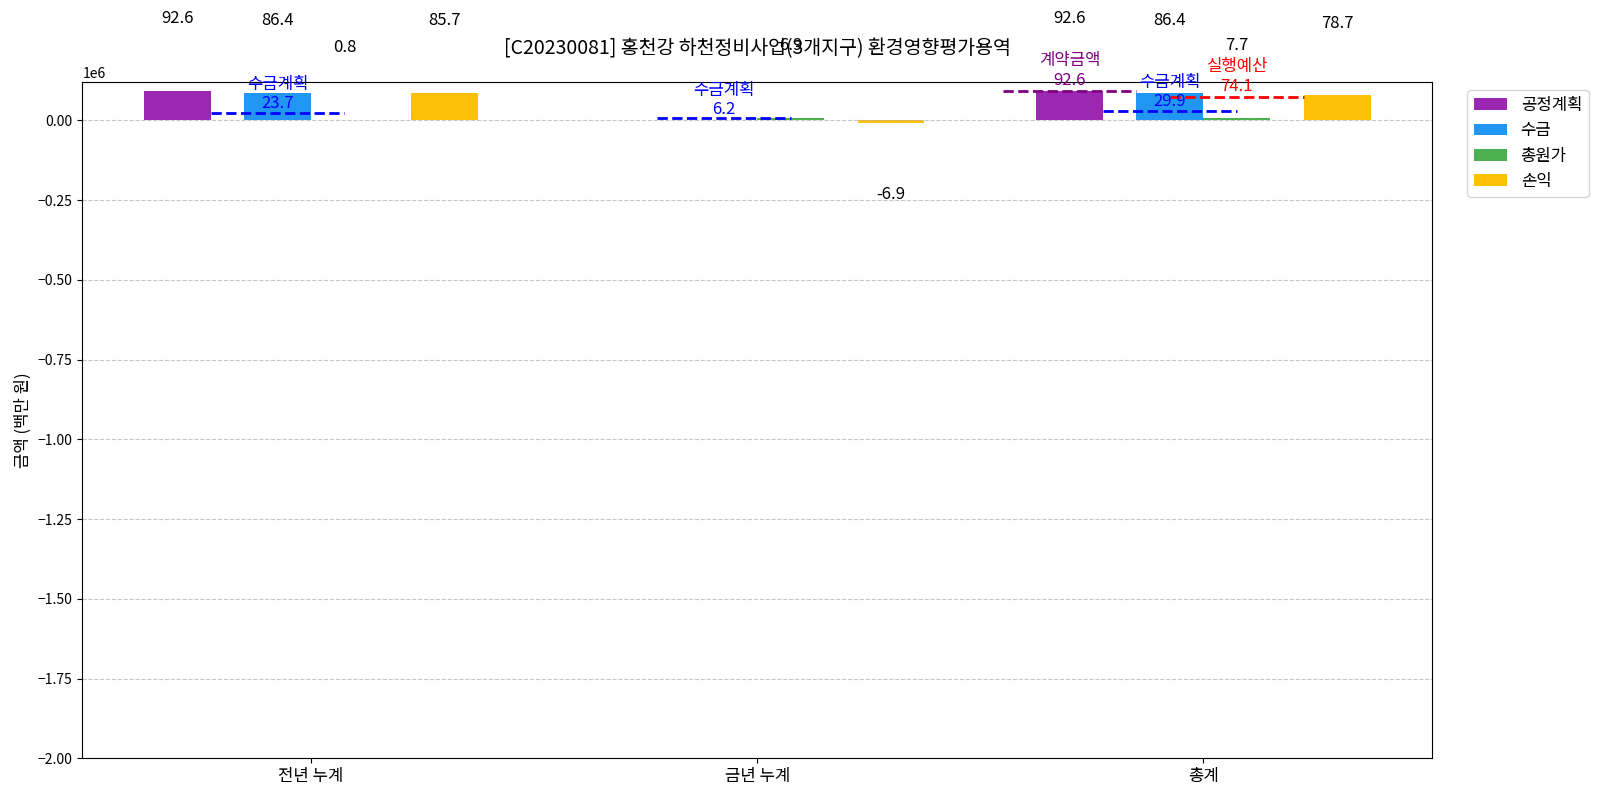 92.6
86.4
0.8
85.7
92.6
86.4
7.7
78.7
[C20230081] 홍천강 하천정비사업(3개지구) 환경영향평가용역
1e6
수금계획
23.7
수금계획
6.2
-6.9
계약금액
92.6
수금계획
29.9
실행예산
74.1
공정계획
수금
총원가
손익
금액 (백만 원)
0.00
−0.25
−0.50
−0.75
−1.00
−1.25
−1.50
−1.75
−2.00
전년 누계
금년 누계
총계